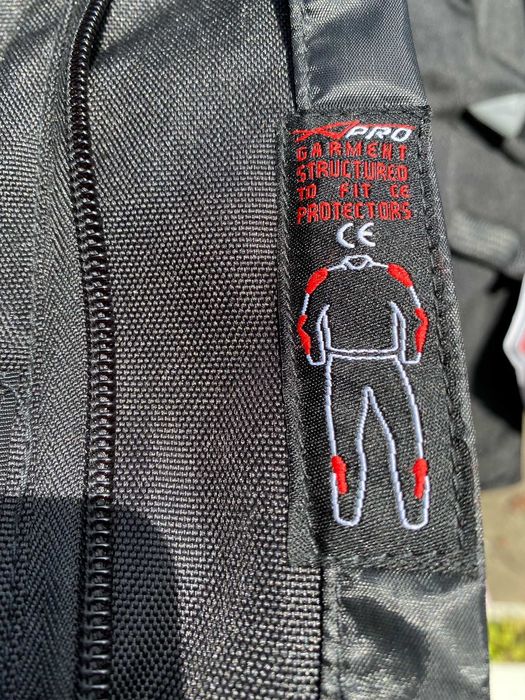 A-PRO
GARMENT
STRUCTURED
TO FIT CE
PROTECTORS
CE